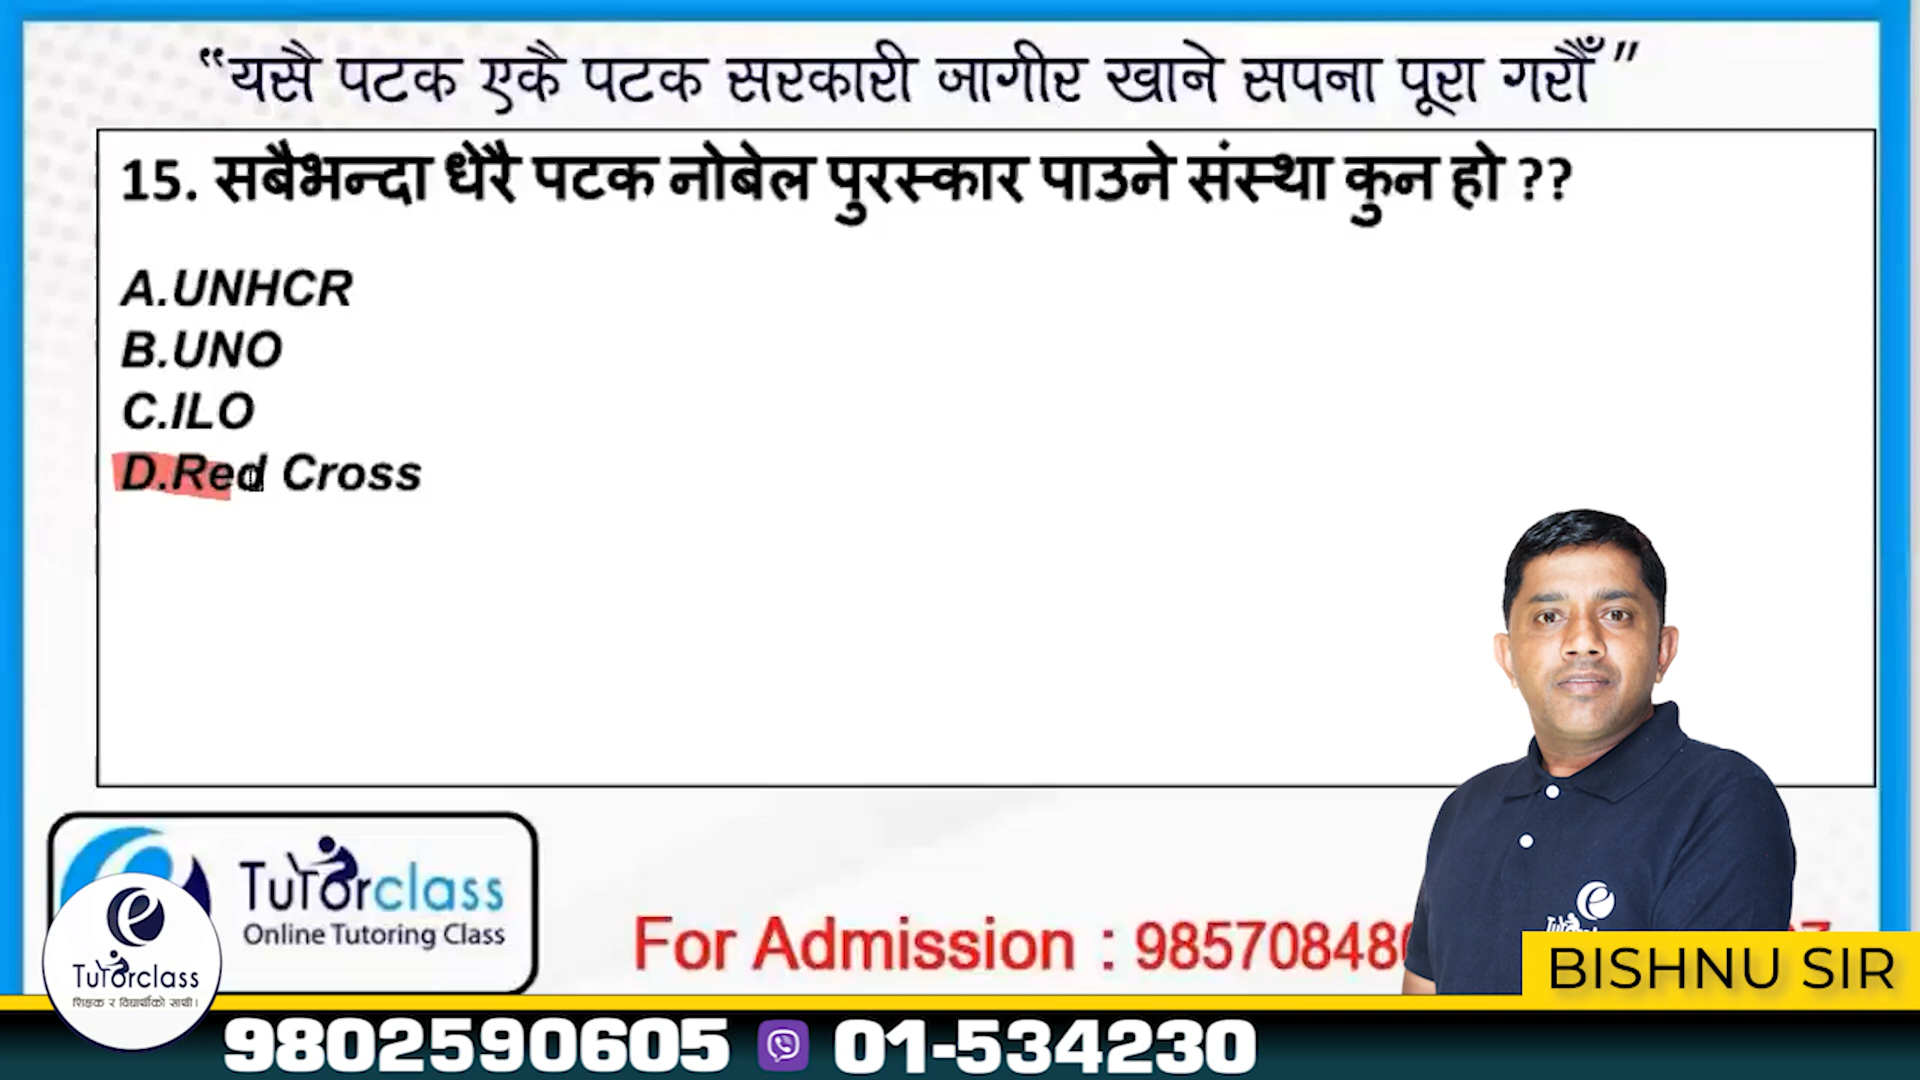 “यसै पटक एकै पटक सरकारी जागीर खाने सपना पूरा गरौँ”
15. सबैभन्दा धेरै पटक नोबेल पुरस्कार पाउने संस्था कुन हो ??
A.UNHCR
B.UNO
C.ILO
D.Red Cross
Tutorclass
Online Tutoring Class
For Admission : 98570848
BISHNU SIR
Tutorclass
शिक्षक र विद्यार्थीको साथी।
9802590605 01-534230